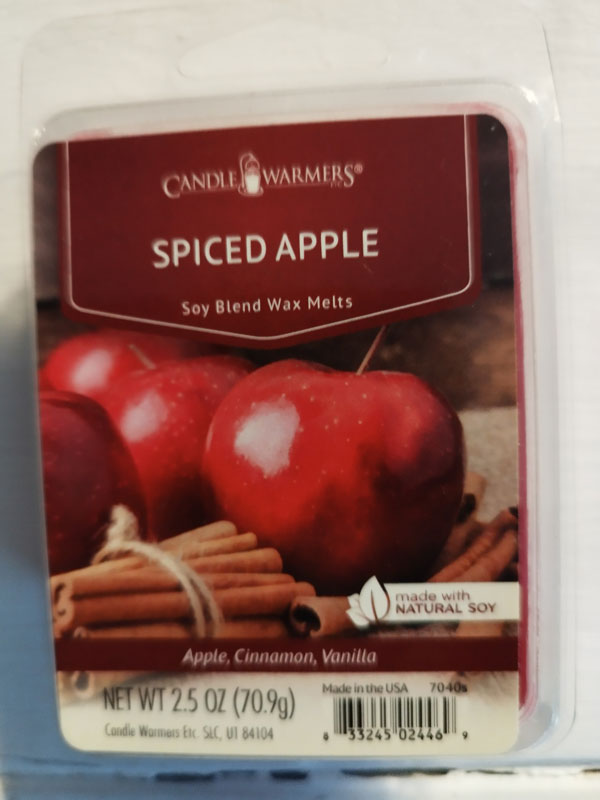 CANDLE WARMERS®
SPICED APPLE
Soy Blend Wax Melts
made with
NATURAL SOY
Apple, Cinnamon, Vanilla
NET WT 2.5 OZ (70.9g)
Made in the USA 7040s
Candle Warmers Etc. SLC, UT 84104
8 33245 02446 9